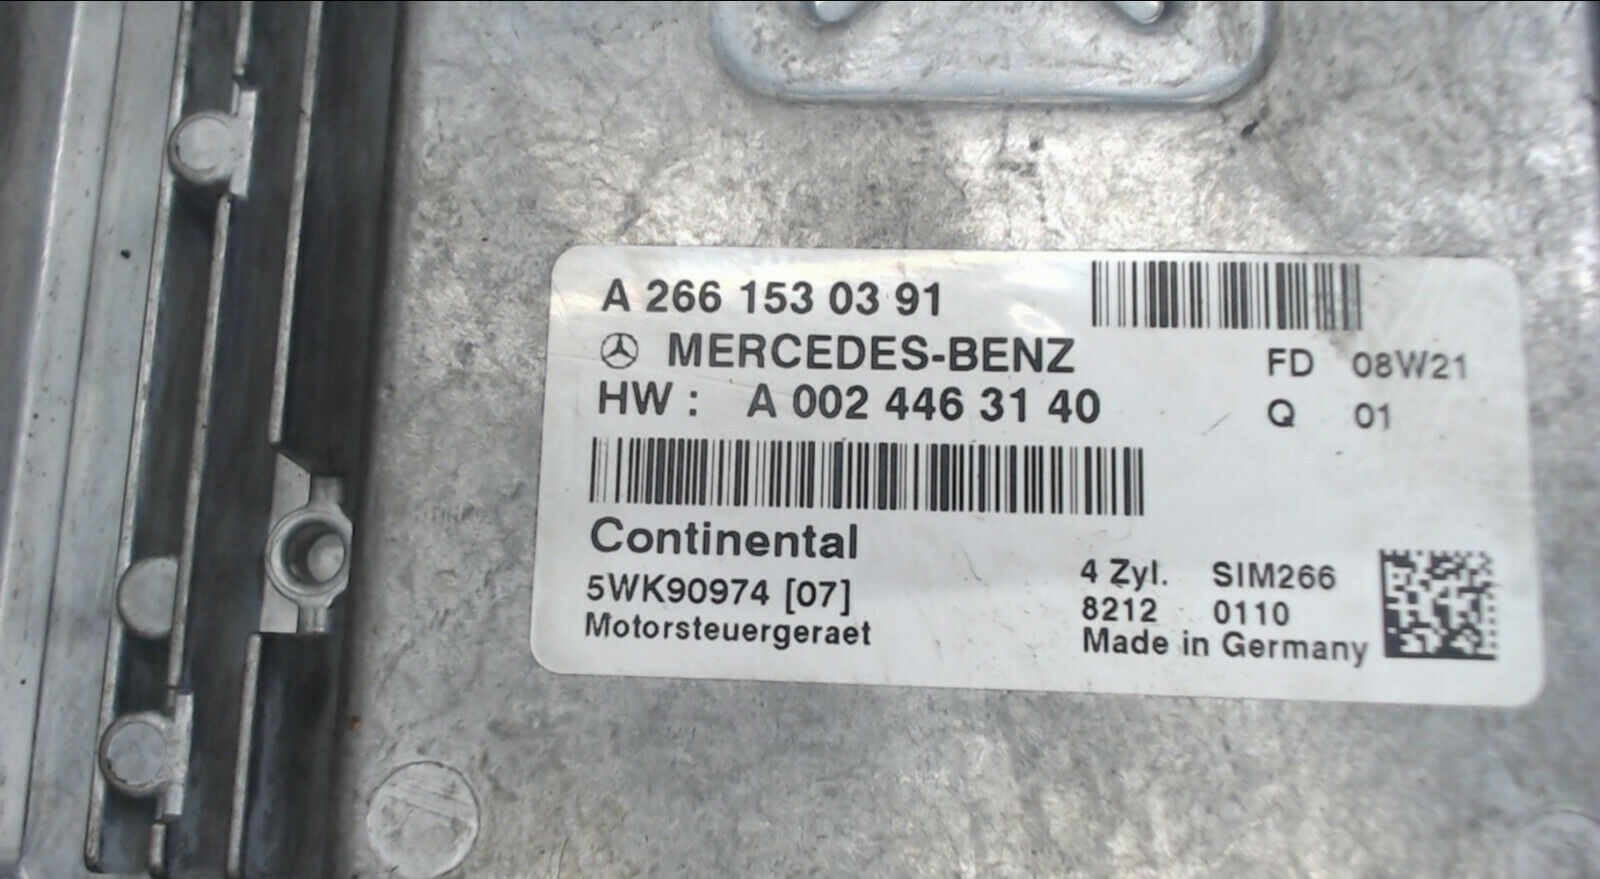 A 266 153 03 91
MERCEDES-BENZ FD 08W21
HW : A 002 446 31 40 Q 01
Continental
5WK90974 [07] 4 Zyl. SIM266
8212 0110
Motorsteuergeraet Made in Germany